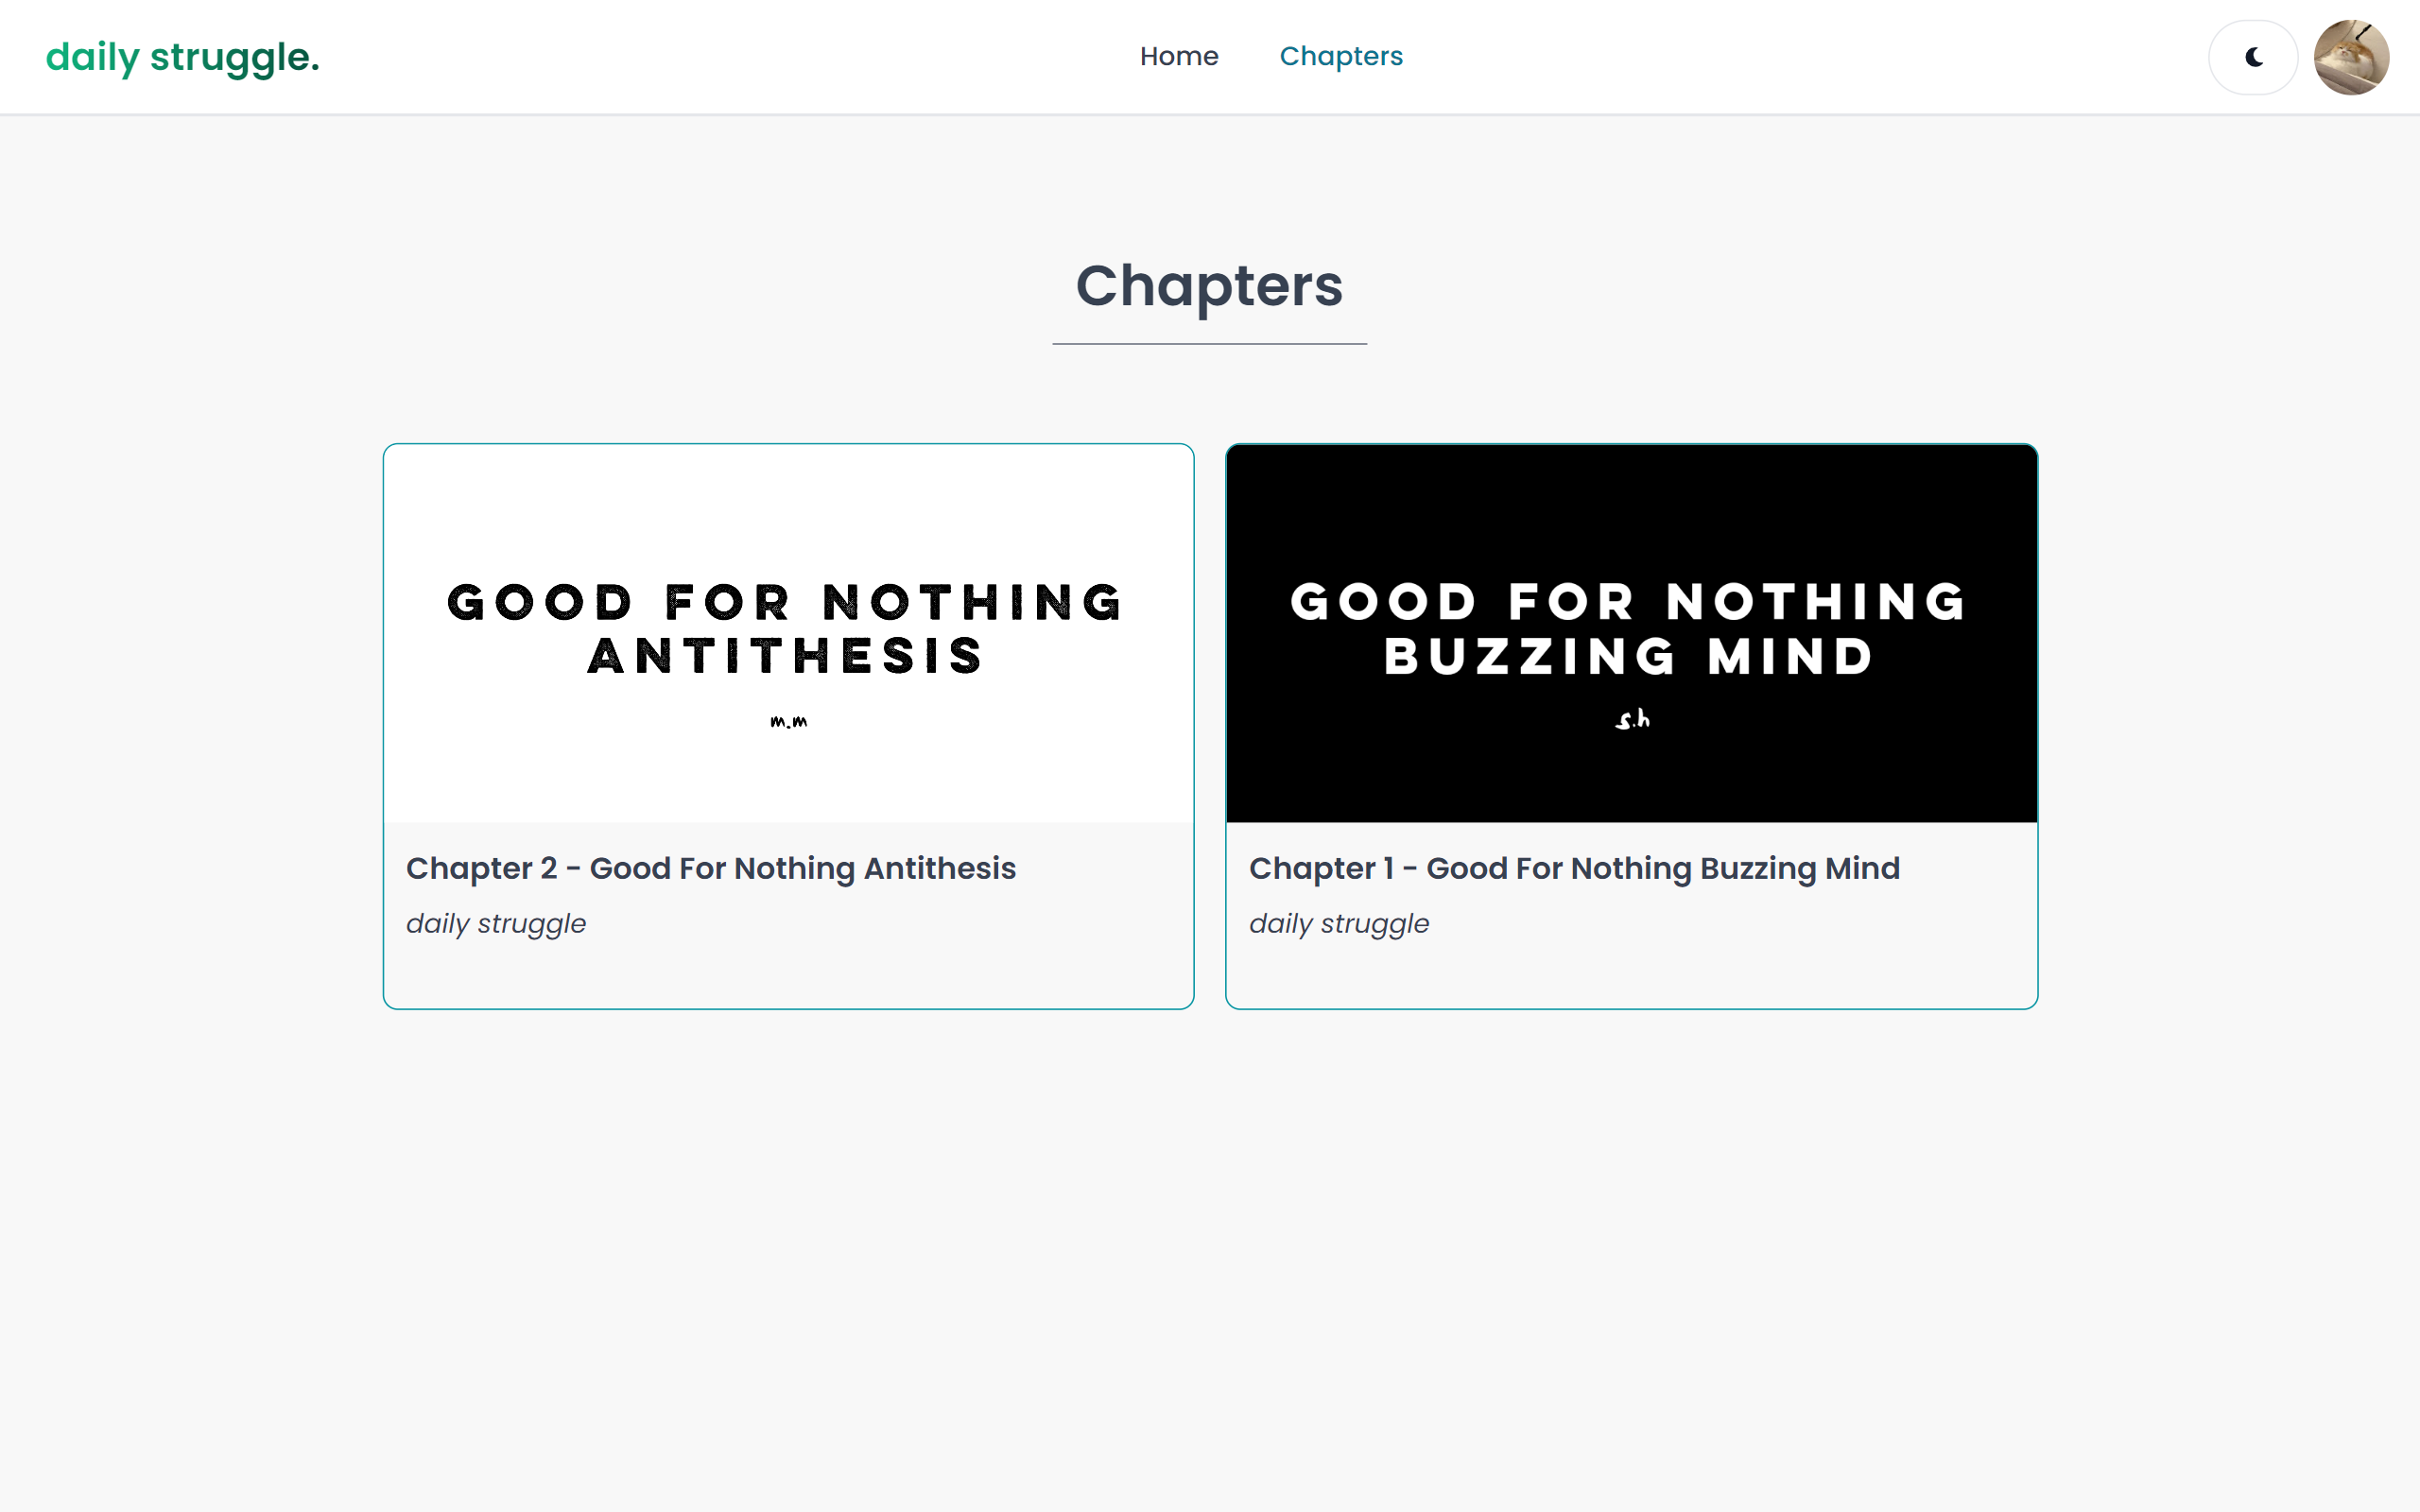 daily struggle.
Home
Chapters
Chapters
GOOD FOR NOTHING
ANTITHESIS
m.m
Chapter 2 - Good For Nothing Antithesis
daily struggle
GOOD FOR NOTHING
BUZZING MIND
s.h
Chapter 1 - Good For Nothing Buzzing Mind
daily struggle